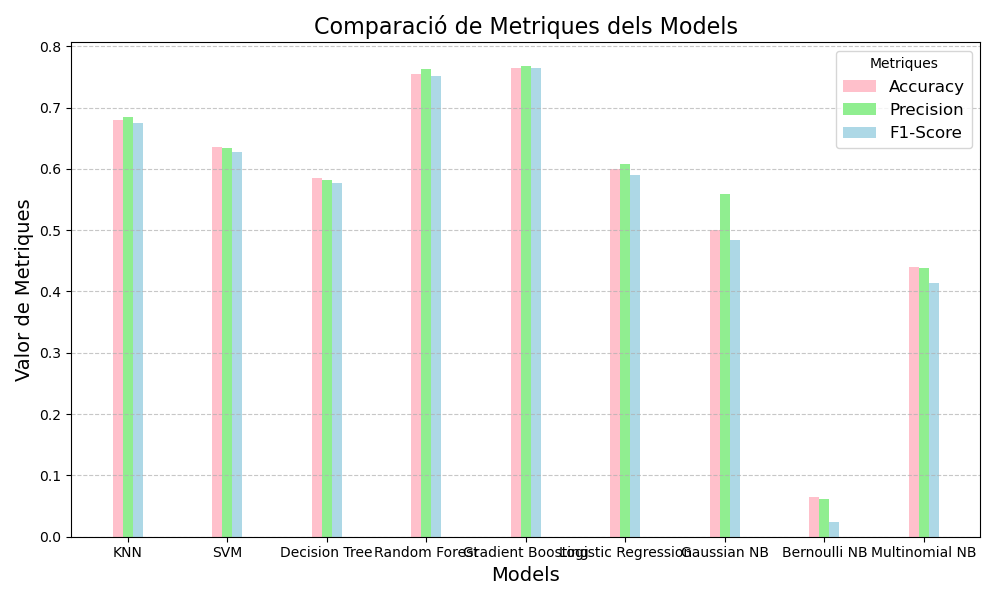 Comparació de Metriques dels Models
Valor de Metriques
0.8
0.7
0.6
0.5
0.4
0.3
0.2
0.1
0.0
Metriques
Accuracy
Precision
F1-Score
KNN
SVM
Decision Tree
Random Forest
Gradient Boosting
Logistic Regression
Gaussian NB
Bernoulli NB
Multinomial NB
Models